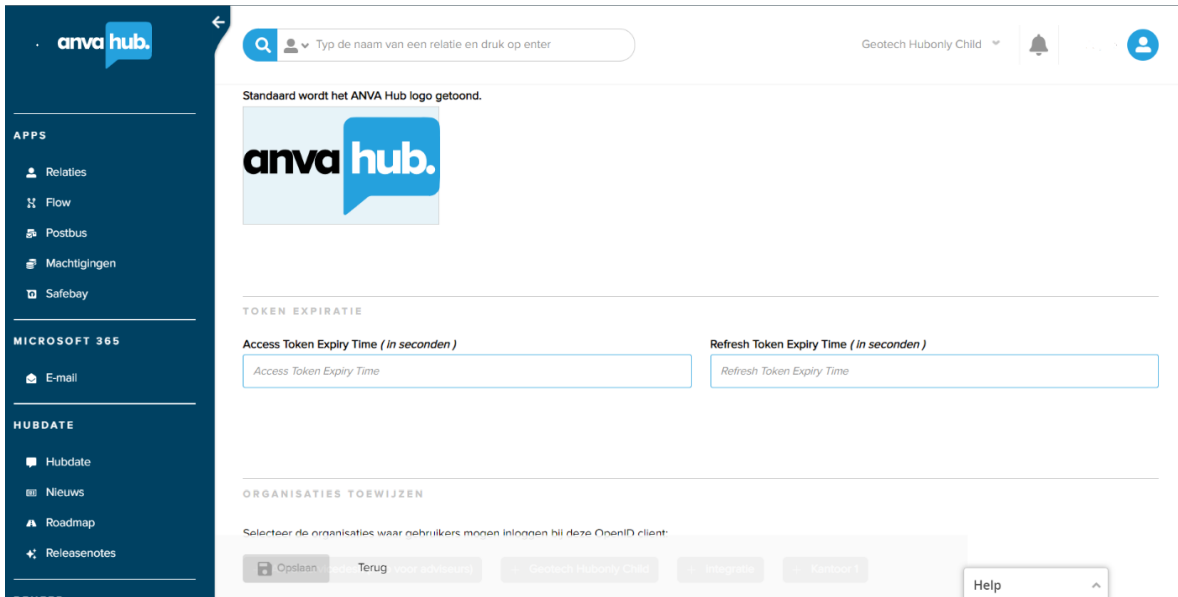 anva hub.
Typ de naam van een relatie en druk op enter
Geotech Hubonly Child
APPS
Relaties
Flow
Postbus
Machtigingen
Safebay
MICROSOFT 365
E-mail
HUBDATE
Hubdate
Nieuws
Roadmap
Releasenotes
Standaard wordt het ANVA Hub logo getoond.
anva hub.
TOKEN EXPIRATIE
Access Token Expiry Time ( in seconden )
Access Token Expiry Time
Refresh Token Expiry Time ( in seconden )
Refresh Token Expiry Time
ORGANISATIES TOEWIJZEN
Selecteer de organisaties waar gebruikers mogen inloggen bij deze OpenID client:
Opslaan
Terug
voor advisering
Geotech Hubonly Child
Integratie
Kantoor 1
Help